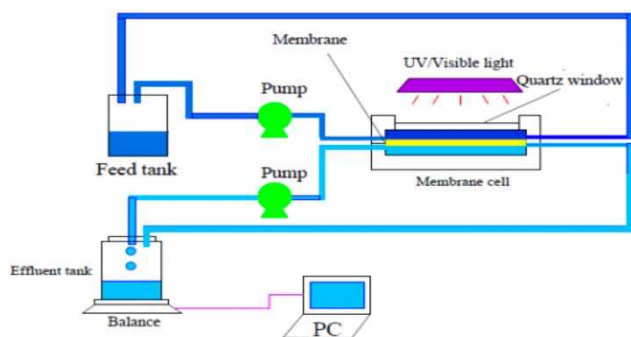 Membrane
UV/Visible light
Quartz window
Pump
Feed tank
Pump
Membrane cell
Effluent tank
Balance
PC